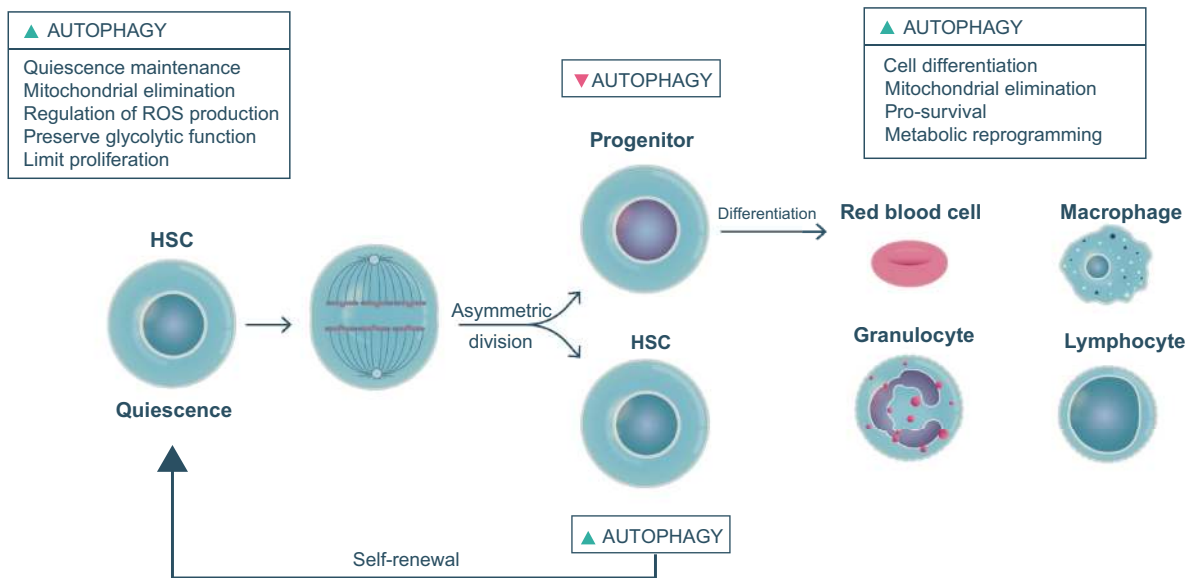 AUTOPHAGY
Quiescence maintenance
Mitochondrial elimination
Regulation of ROS production
Preserve glycolytic function
Limit proliferation
AUTOPHAGY
AUTOPHAGY
Cell differentiation
Mitochondrial elimination
Pro-survival
Metabolic reprogramming
Progenitor
Differentiation
Red blood cell
Macrophage
HSC
Quiescence
Asymmetric
division
HSC
Granulocyte
Lymphocyte
AUTOPHAGY
Self-renewal